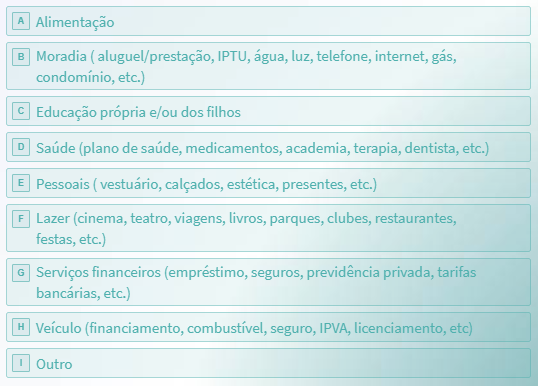 A Alimentação
B Moradia ( aluguel/prestação, IPTU, água, luz, telefone, internet, gás,
condomínio, etc.)
C Educação própria e/ou dos filhos
D Saúde (plano de saúde, medicamentos, academia, terapia, dentista, etc.)
E Pessoais ( vestuário, calçados, estética, presentes, etc.)
F Lazer (cinema, teatro, viagens, livros, parques, clubes, restaurantes,
festas, etc.)
G Serviços financeiros (empréstimo, seguros, previdência privada, tarifas
bancárias, etc.)
H Veículo (financiamento, combustível, seguro, IPVA, licenciamento, etc)
I Outro